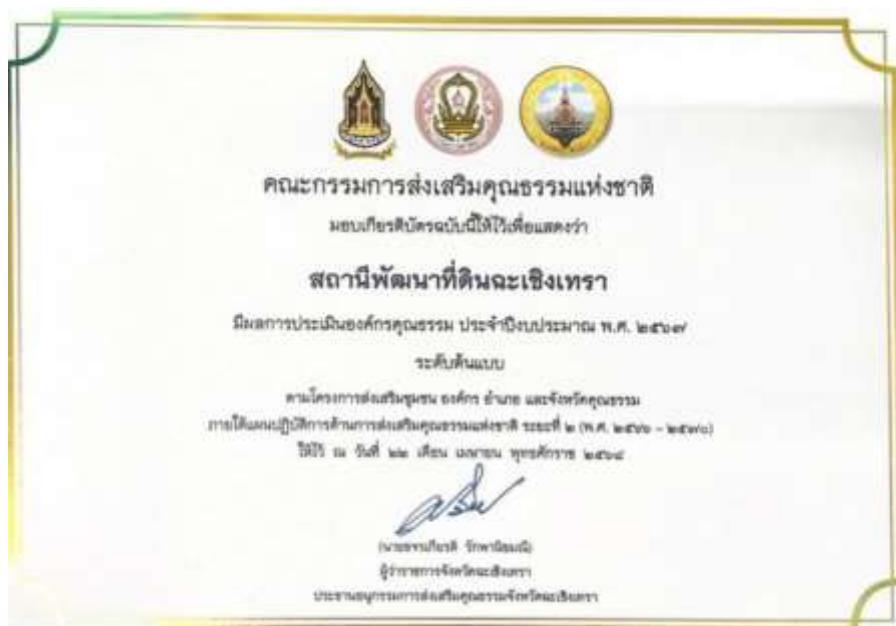 คณะกรรมการส่งเสริมคุณธรรมแห่งชาติ
มอบเกียรติบัตรฉบับนี้ให้ไว้เพื่อแสดงว่า
สถานีพัฒนาที่ดินฉะเชิงเทรา
มีผลการประเมินองค์กรคุณธรรม ประจำปีงบประมาณ พ.ศ. ๒๕๖๗
ระดับต้นแบบ
ตามโครงการส่งเสริมชุมชน องค์กร อำเภอ และจังหวัดคุณธรรม
ภายใต้แผนปฏิบัติการด้านการส่งเสริมคุณธรรมแห่งชาติ ระยะที่ ๒ (พ.ศ. ๒๕๖๖ - ๒๕๗๐)
ให้ไว้ ณ วันที่ ๒๒ เดือน เมษายน พุทธศักราช ๒๕๖๘
ผู้ว่าราชการจังหวัดฉะเชิงเทรา
ประธานอนุกรรมการส่งเสริมคุณธรรมจังหวัดฉะเชิงเทรา